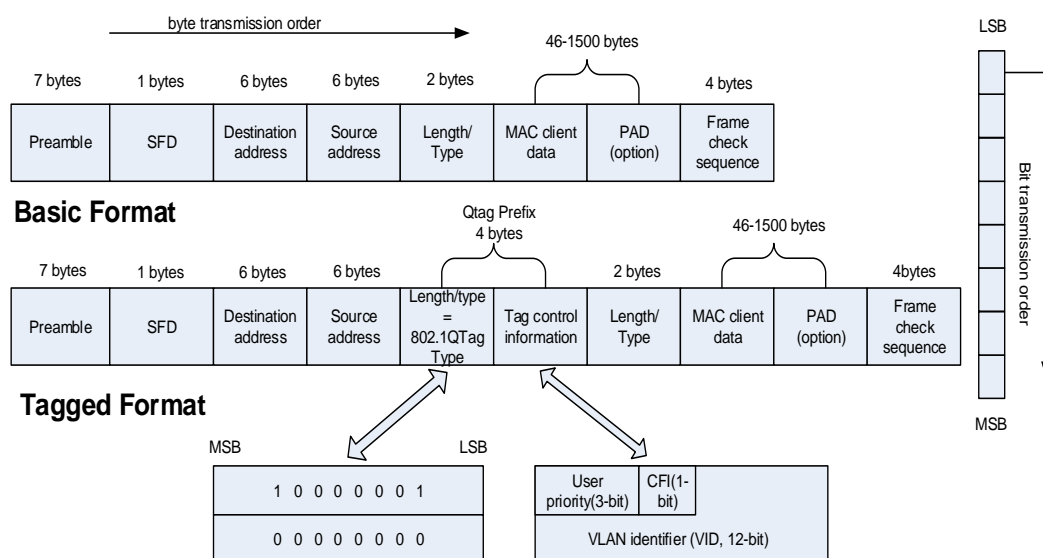 byte transmission order
46-1500 bytes
7 bytes
1 bytes
6 bytes
6 bytes
2 bytes
4 bytes
Preamble
SFD
Destination
address
Source
address
Length/
Type
MAC client
data
PAD
(option)
Frame
check
sequence
Basic Format
Qtag Prefix
4 bytes
46-1500 bytes
7 bytes
1 bytes
6 bytes
6 bytes
2 bytes
4bytes
Preamble
SFD
Destination
address
Source
address
Length/type
=
802.1QTag
Type
Tag control
information
Length/
Type
MAC client
data
PAD
(option)
Frame
check
sequence
Tagged Format
MSB
LSB
1 0 0 0 0 0 0 1
0 0 0 0 0 0 0 0
User
priority(3-bit)
CFI(1-
bit)
VLAN identifier (VID, 12-bit)
LSB
Bit transmission order
MSB